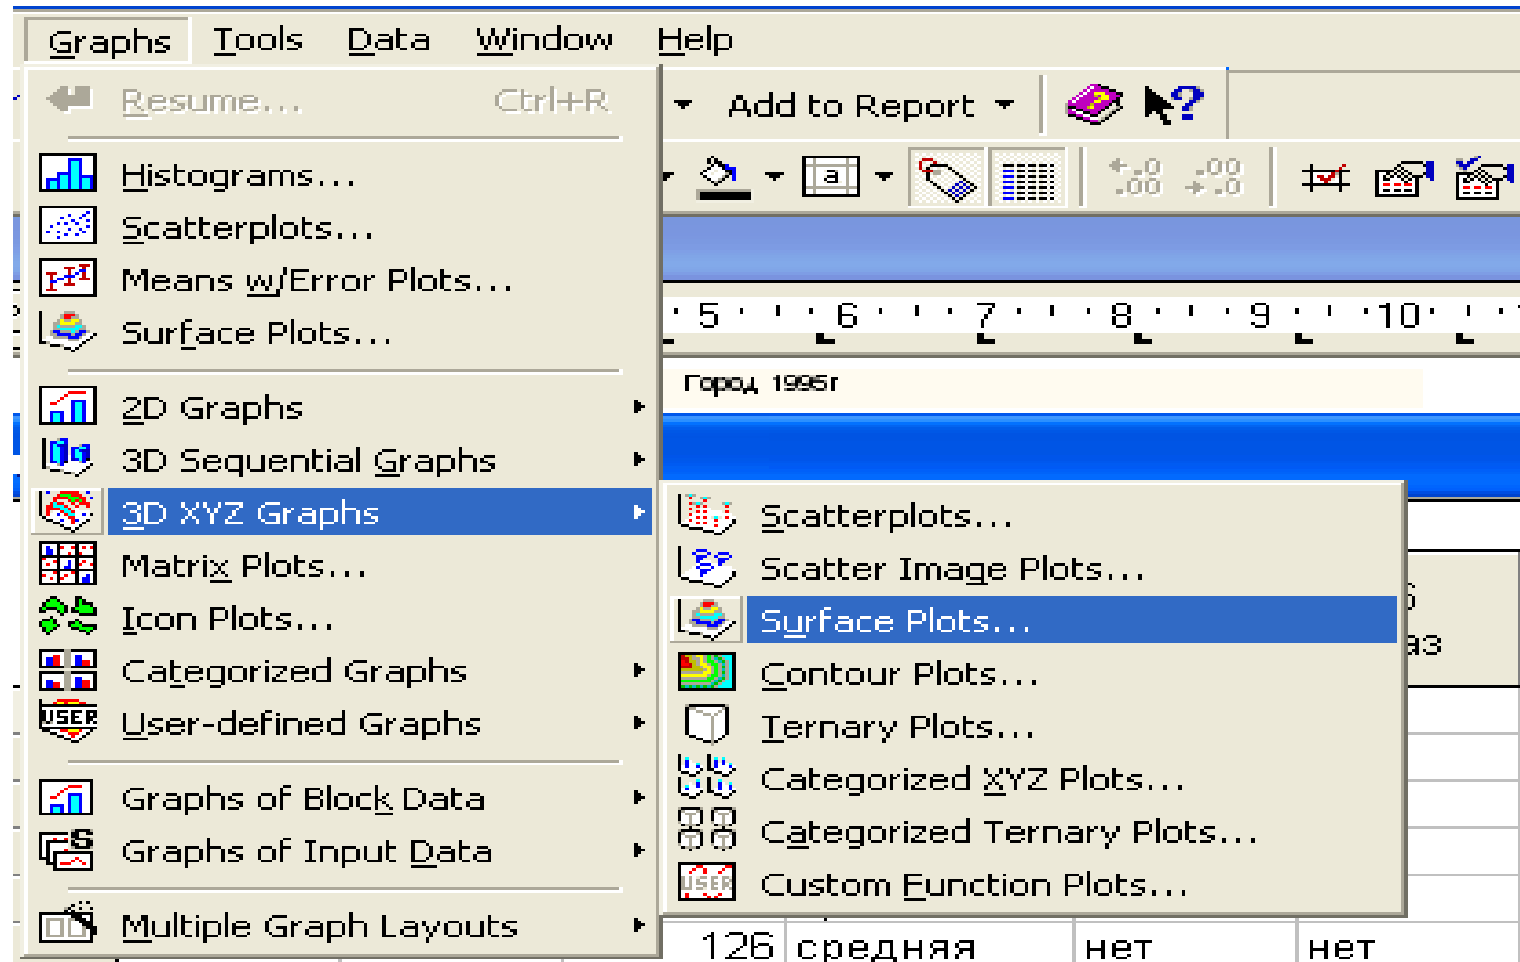 Graphs Tools Data Window Help
Resume... Ctrl+R
Add to Report
Histograms...
Scatterplots...
Means w/Error Plots...
Surface Plots...
5 6 7 8 9 10
Город 1995г
2D Graphs
3D Sequential Graphs
3D XYZ Graphs
Matrix Plots...
Icon Plots...
Categorized Graphs
User-defined Graphs
Graphs of Block Data
Graphs of Input Data
Multiple Graph Layouts
Scatterplots...
Scatter Image Plots...
Surface Plots...
Contour Plots...
Ternary Plots...
Categorized XYZ Plots...
Categorized Ternary Plots...
Custom Function Plots...
126 средняя нет нет